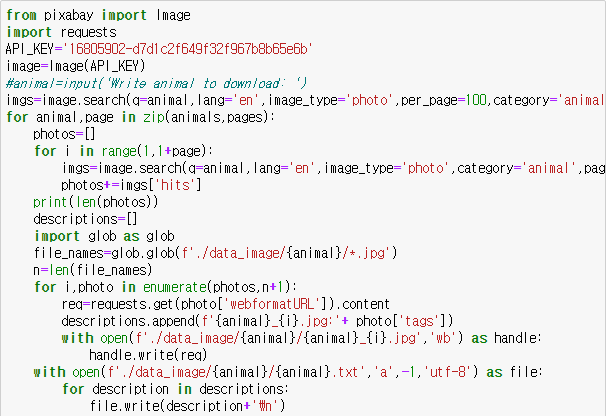 from pixabay import Image
import requests
API_KEY='16805902-d7d1c2f649f32f967b8b65e6b'
image=Image(API_KEY)
#animal=input('Write animal to download: ')
imgs=image.search(q=animal,lang='en',image_type='photo',per_page=100,category='animal
for animal,page in zip(animals,pages):
    photos=[]
    for i in range(1,1+page):
        imgs=image.search(q=animal,lang='en',image_type='photo',category='animal',pag
        photos+=imgs['hits']
    print(len(photos))
    descriptions=[]
    import glob as glob
    file_names=glob.glob(f'./data_image/{animal}/*.jpg')
    n=len(file_names)
    for i,photo in enumerate(photos,n+1):
        req=requests.get(photo['webformatURL']).content
        descriptions.append(f'{animal}_{i}.jpg:'+ photo['tags'])
        with open(f'./data_image/{animal}/{animal}_{i}.jpg','wb') as handle:
            handle.write(req)
    with open(f'./data_image/{animal}/{animal}.txt','a',-1,'utf-8') as file:
        for description in descriptions:
            file.write(description+'₩n')